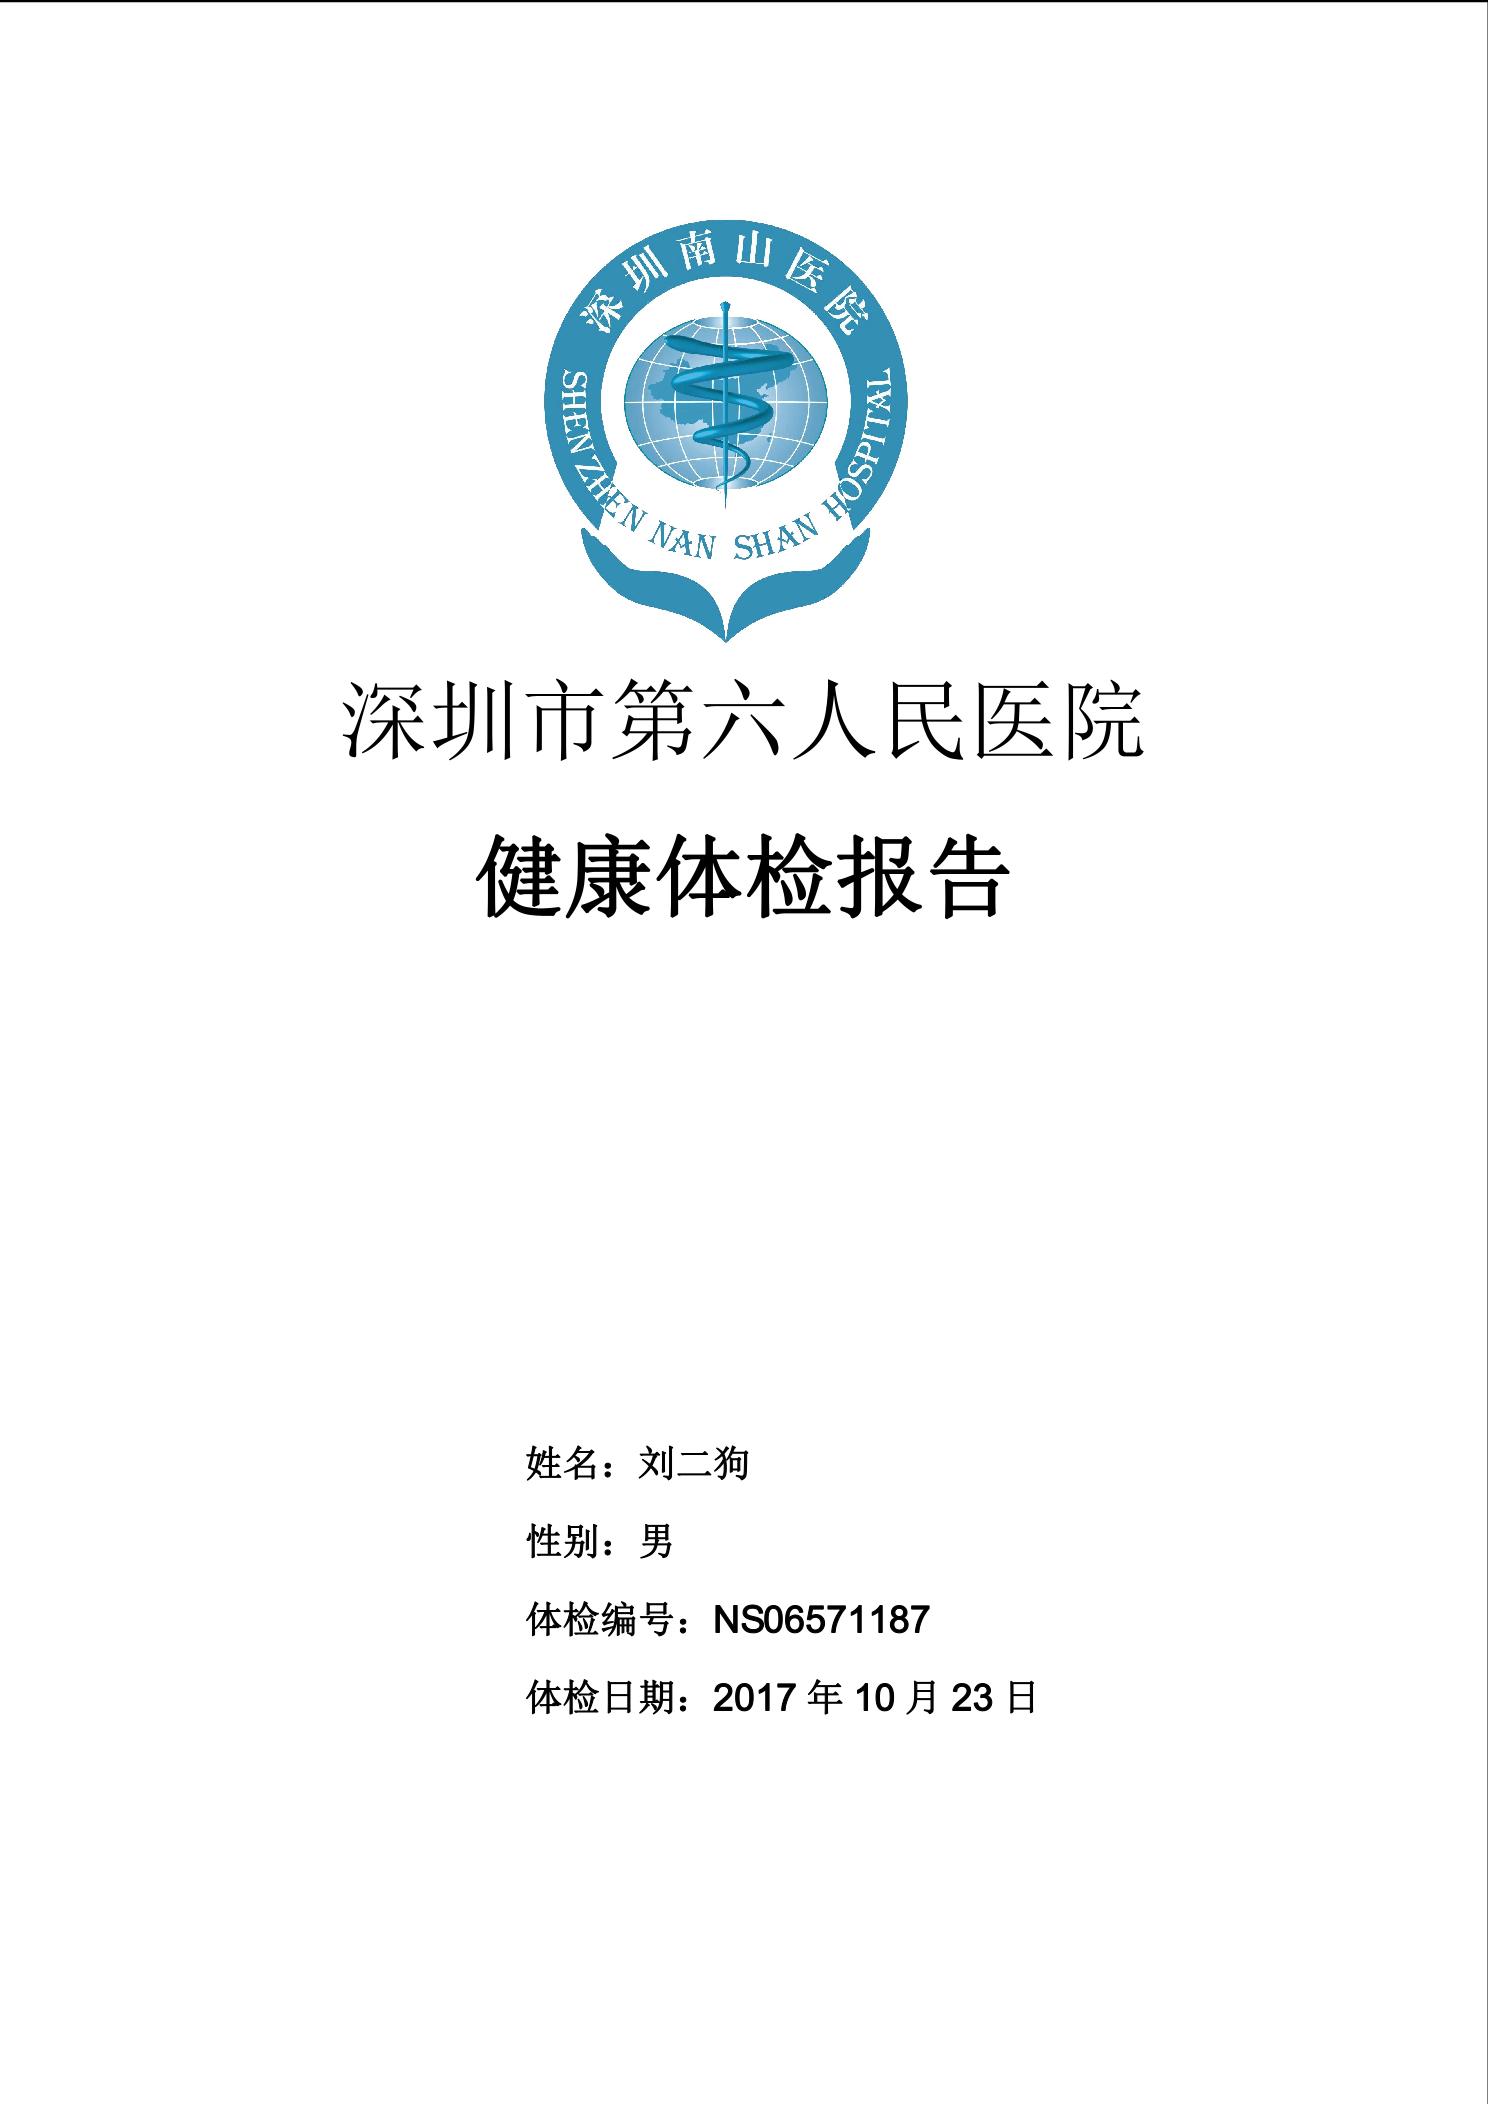 深圳南山医院
SHENZHEN NAN SHAN HOSPITAL
深圳市第六人民医院
健康体检报告
姓名：刘二狗
性别：男
体检编号：NS06571187
体检日期：2017 年 10 月 23 日